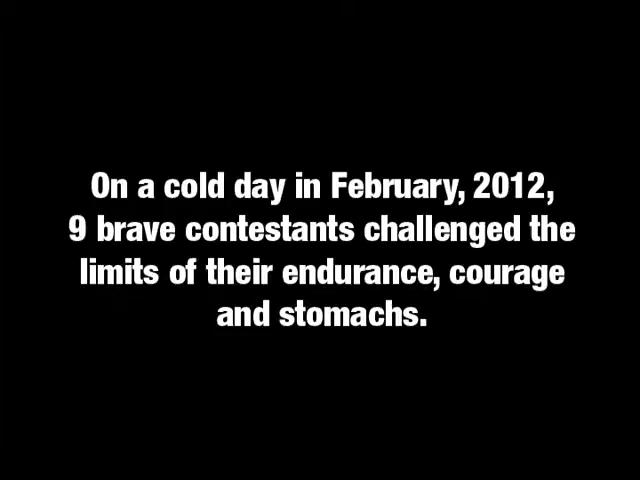 On a cold day in February, 2012,
9 brave contestants challenged the
limits of their endurance, courage
and stomachs.